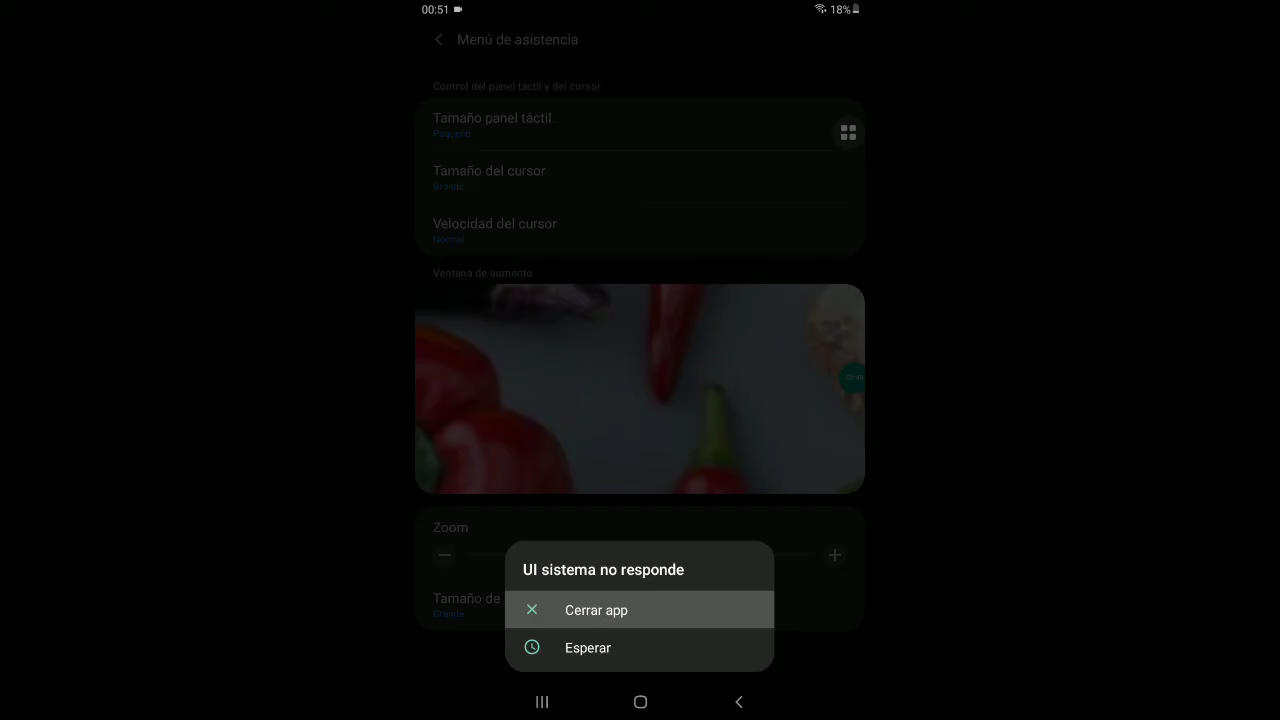 00:51
18%
Menú de asistencia
Control del panel táctil y del cursor
Tamaño panel táctil
Pequeño
Tamaño del cursor
Grande
Velocidad del cursor
Normal
Ventana de aumento
Zoom
Tamaño de
Grande
UI sistema no responde
Cerrar app
Esperar